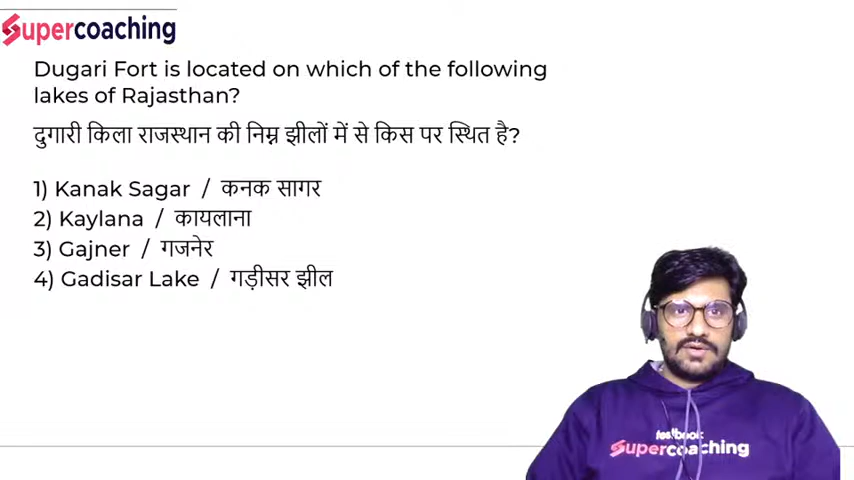 Supercoaching
Dugari Fort is located on which of the following
lakes of Rajasthan?
दुगारी किला राजस्थान की निम्न झीलों में से किस पर स्थित है?
1) Kanak Sagar / कनक सागर
2) Kaylana / कायलाना
3) Gajner / गजनेर
4) Gadisar Lake / गड़ीसर झील
testbook
Supercoaching